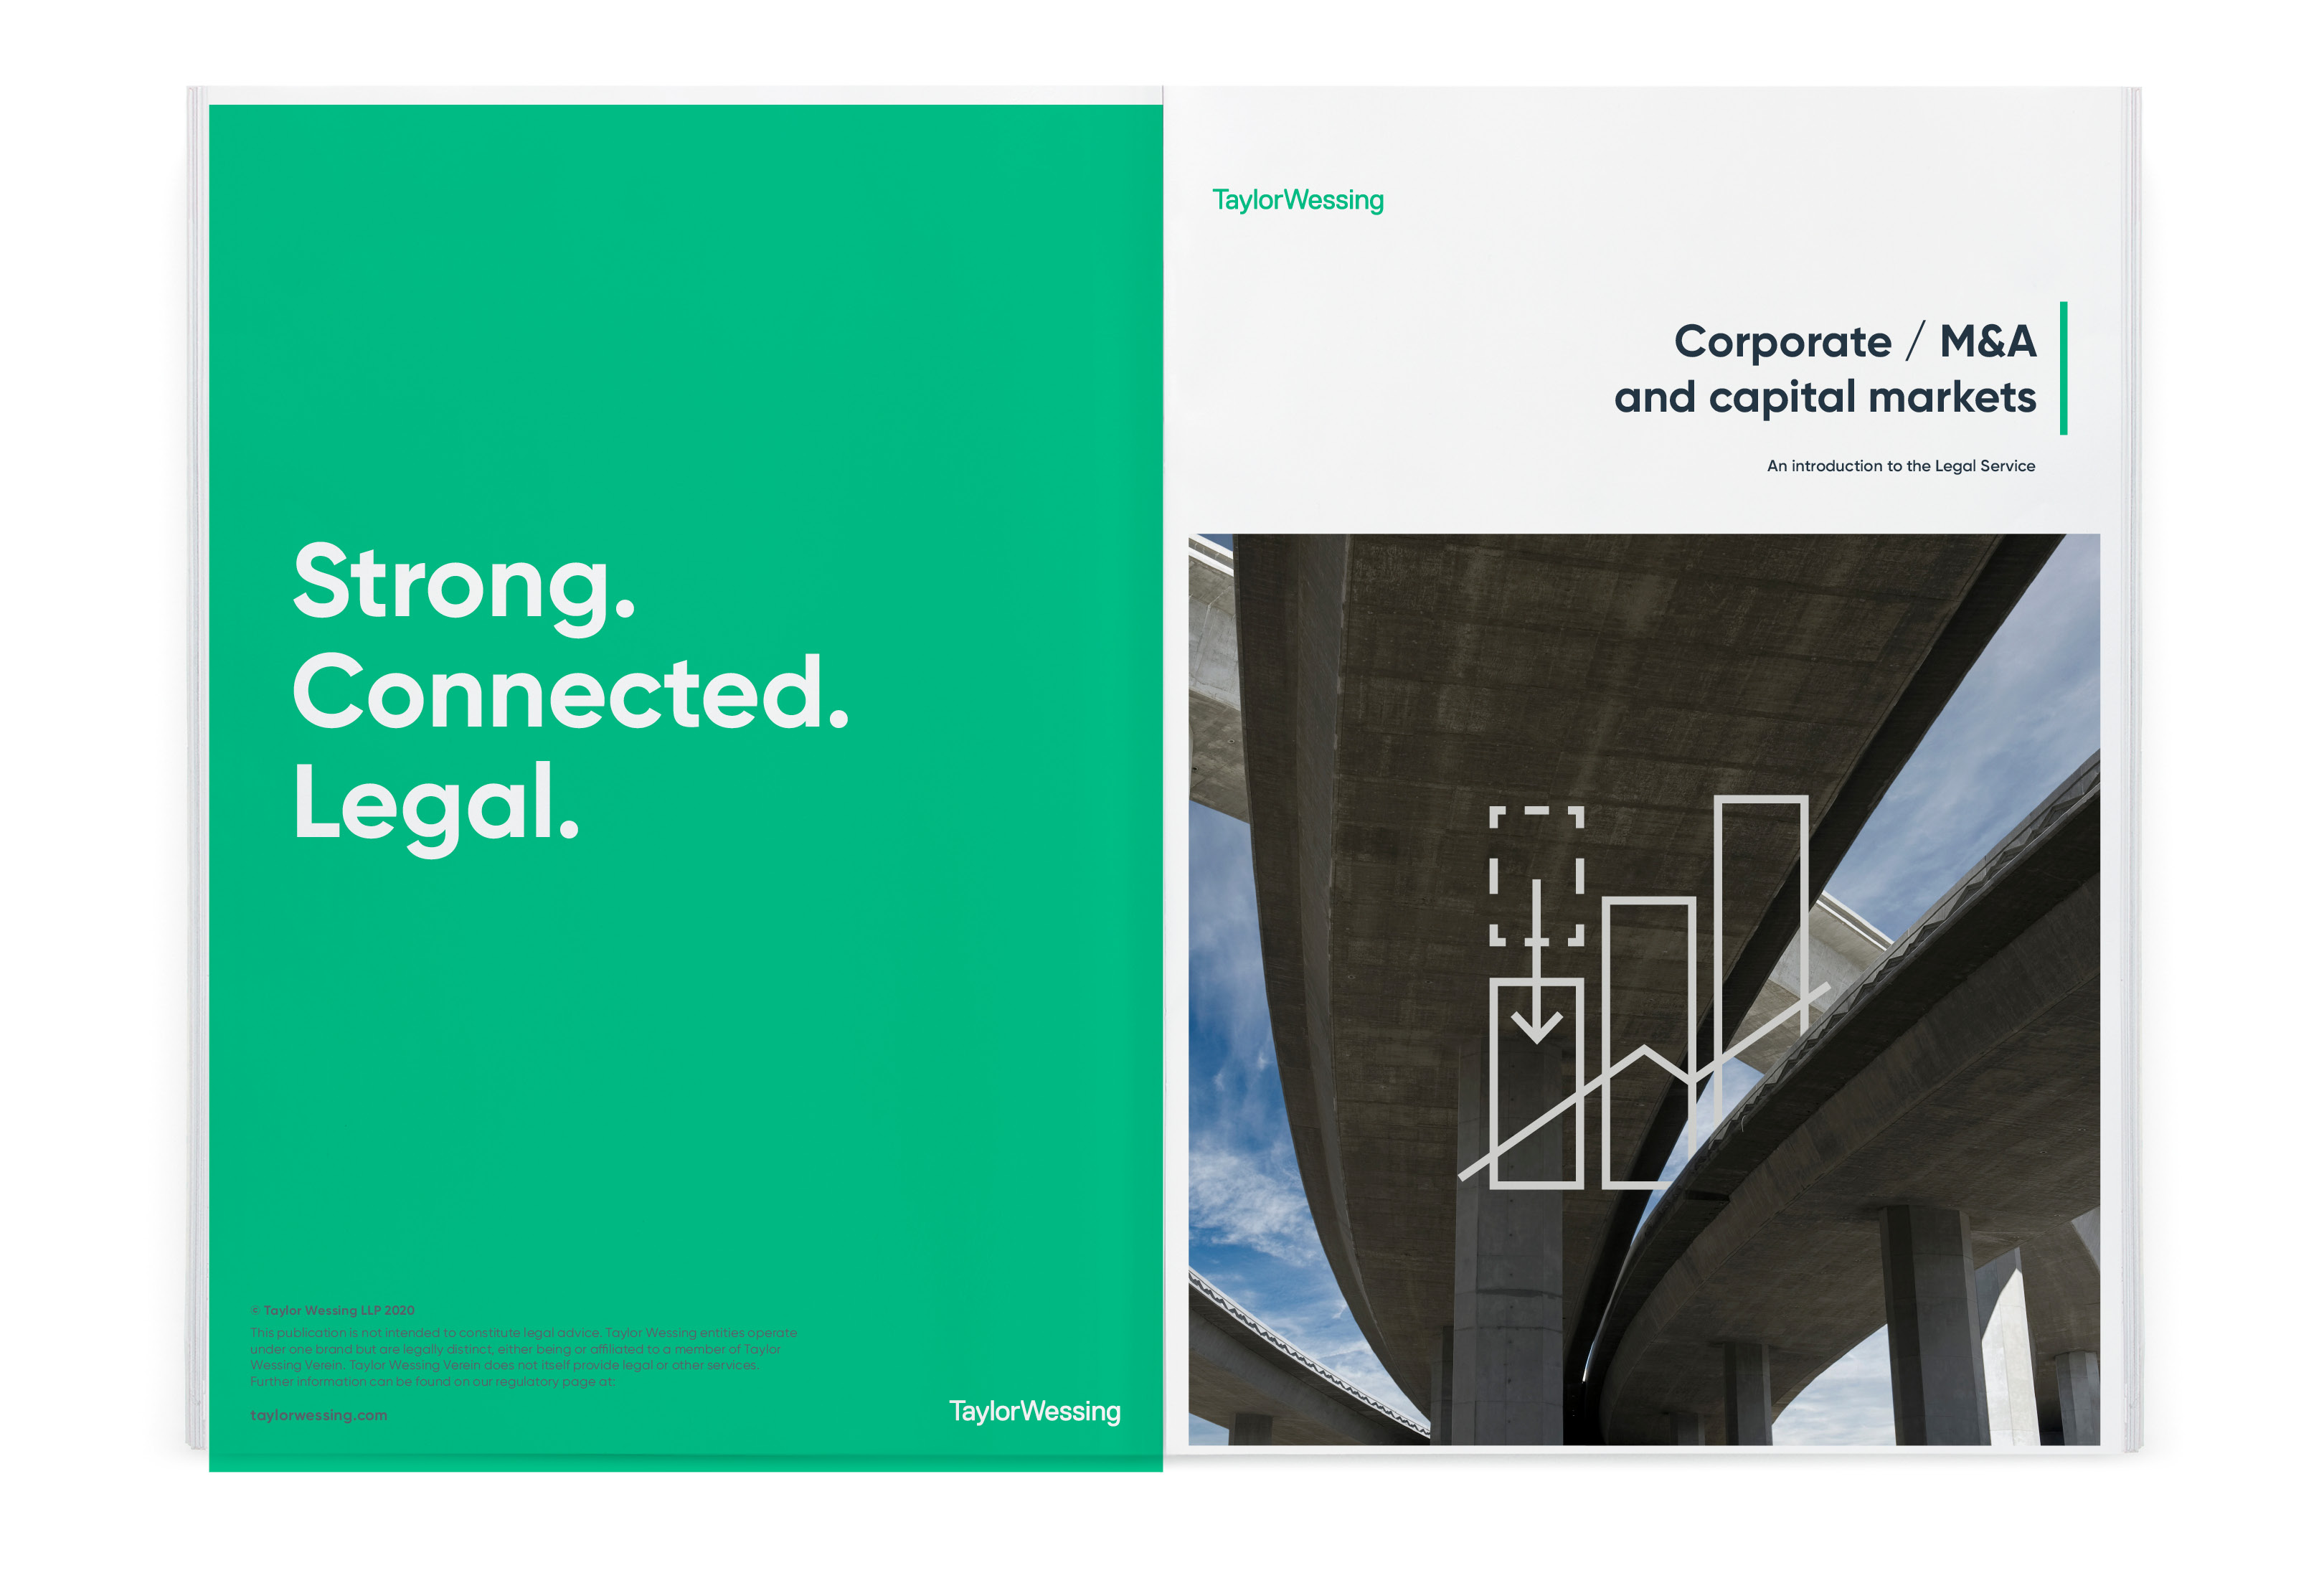 Strong.
Connected.
Legal.
© Taylor Wessing LLP 2020
This publication is not intended to constitute legal advice. Taylor Wessing entities operate
under one brand but are legally distinct, either being or affiliated to a member of Taylor
Wessing Verein. Taylor Wessing Verein does not itself provide legal or other services.
Further information can be found on our regulatory page at:
taylorwessing.com
TaylorWessing
TaylorWessing
Corporate / M&A
and capital markets
An introduction to the Legal Service